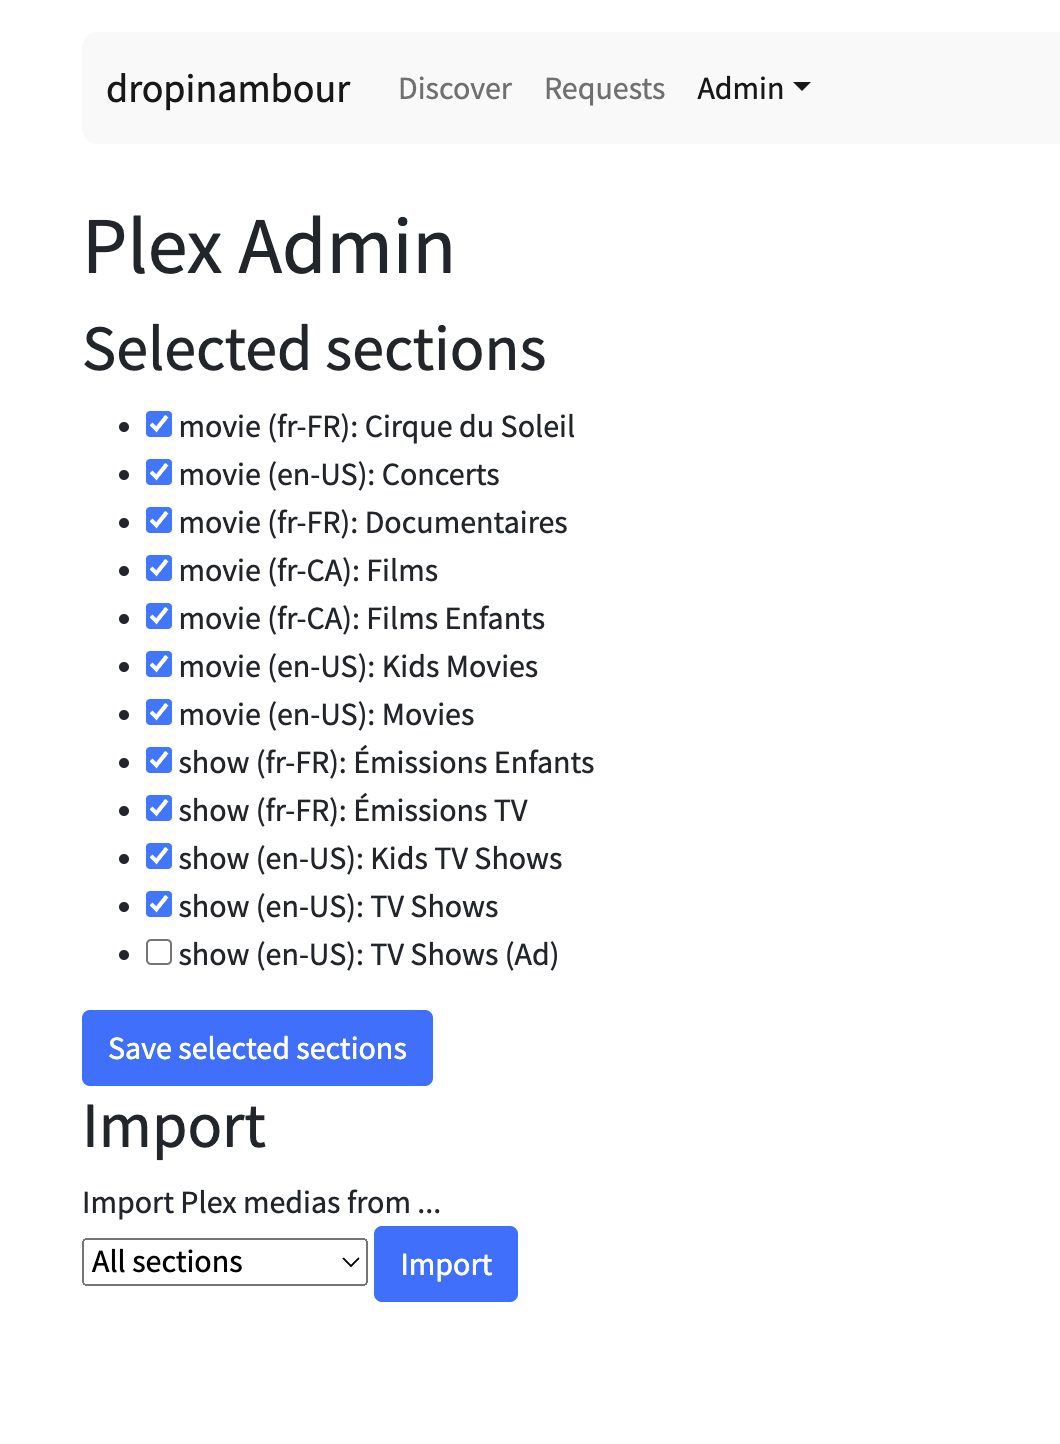 dropinambour Discover Requests Admin
Plex Admin
Selected sections
movie (fr-FR): Cirque du Soleil
movie (en-US): Concerts
movie (fr-FR): Documentaires
movie (fr-CA): Films
movie (fr-CA): Films Enfants
movie (en-US): Kids Movies
movie (en-US): Movies
show (fr-FR): Émissions Enfants
show (fr-FR): Émissions TV
show (en-US): Kids TV Shows
show (en-US): TV Shows
show (en-US): TV Shows (Ad)
Save selected sections
Import
Import Plex medias from ...
All sections Import